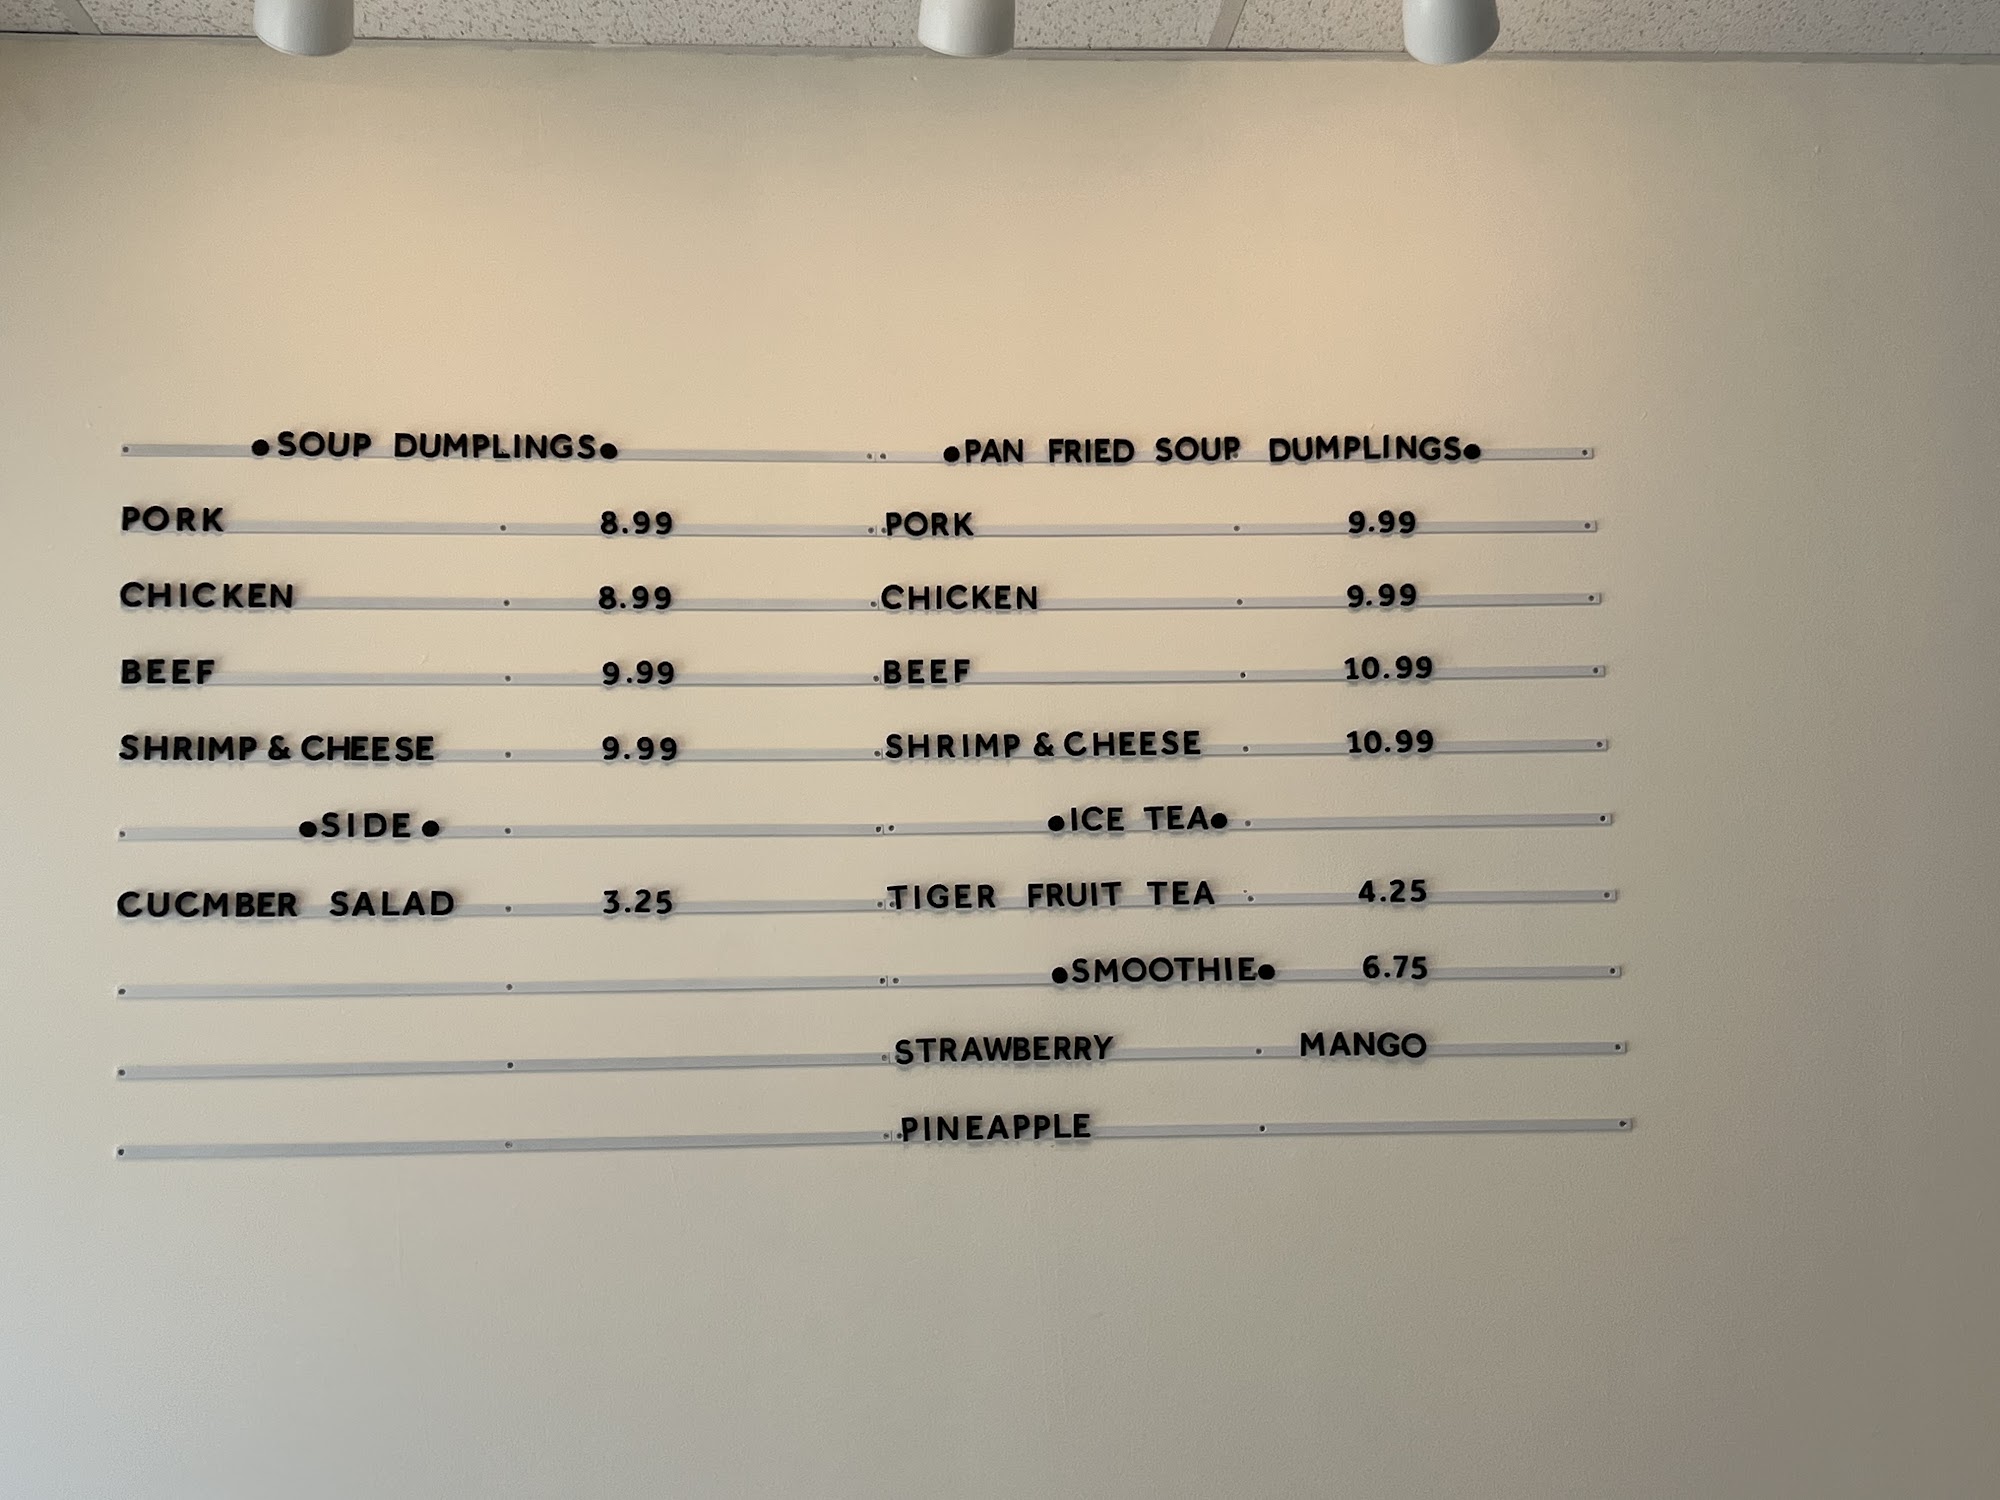 ●SOUP DUMPLINGS●
PORK 8.99
CHICKEN 8.99
BEEF 9.99
SHRIMP & CHEESE 9.99
●SIDE●
CUCMBER SALAD 3.25
●PAN FRIED SOUP DUMPLINGS●
PORK 9.99
CHICKEN 9.99
BEEF 10.99
SHRIMP & CHEESE 10.99
●ICE TEA●
TIGER FRUIT TEA 4.25
●SMOOTHIE● 6.75
STRAWBERRY MANGO
PINEAPPLE